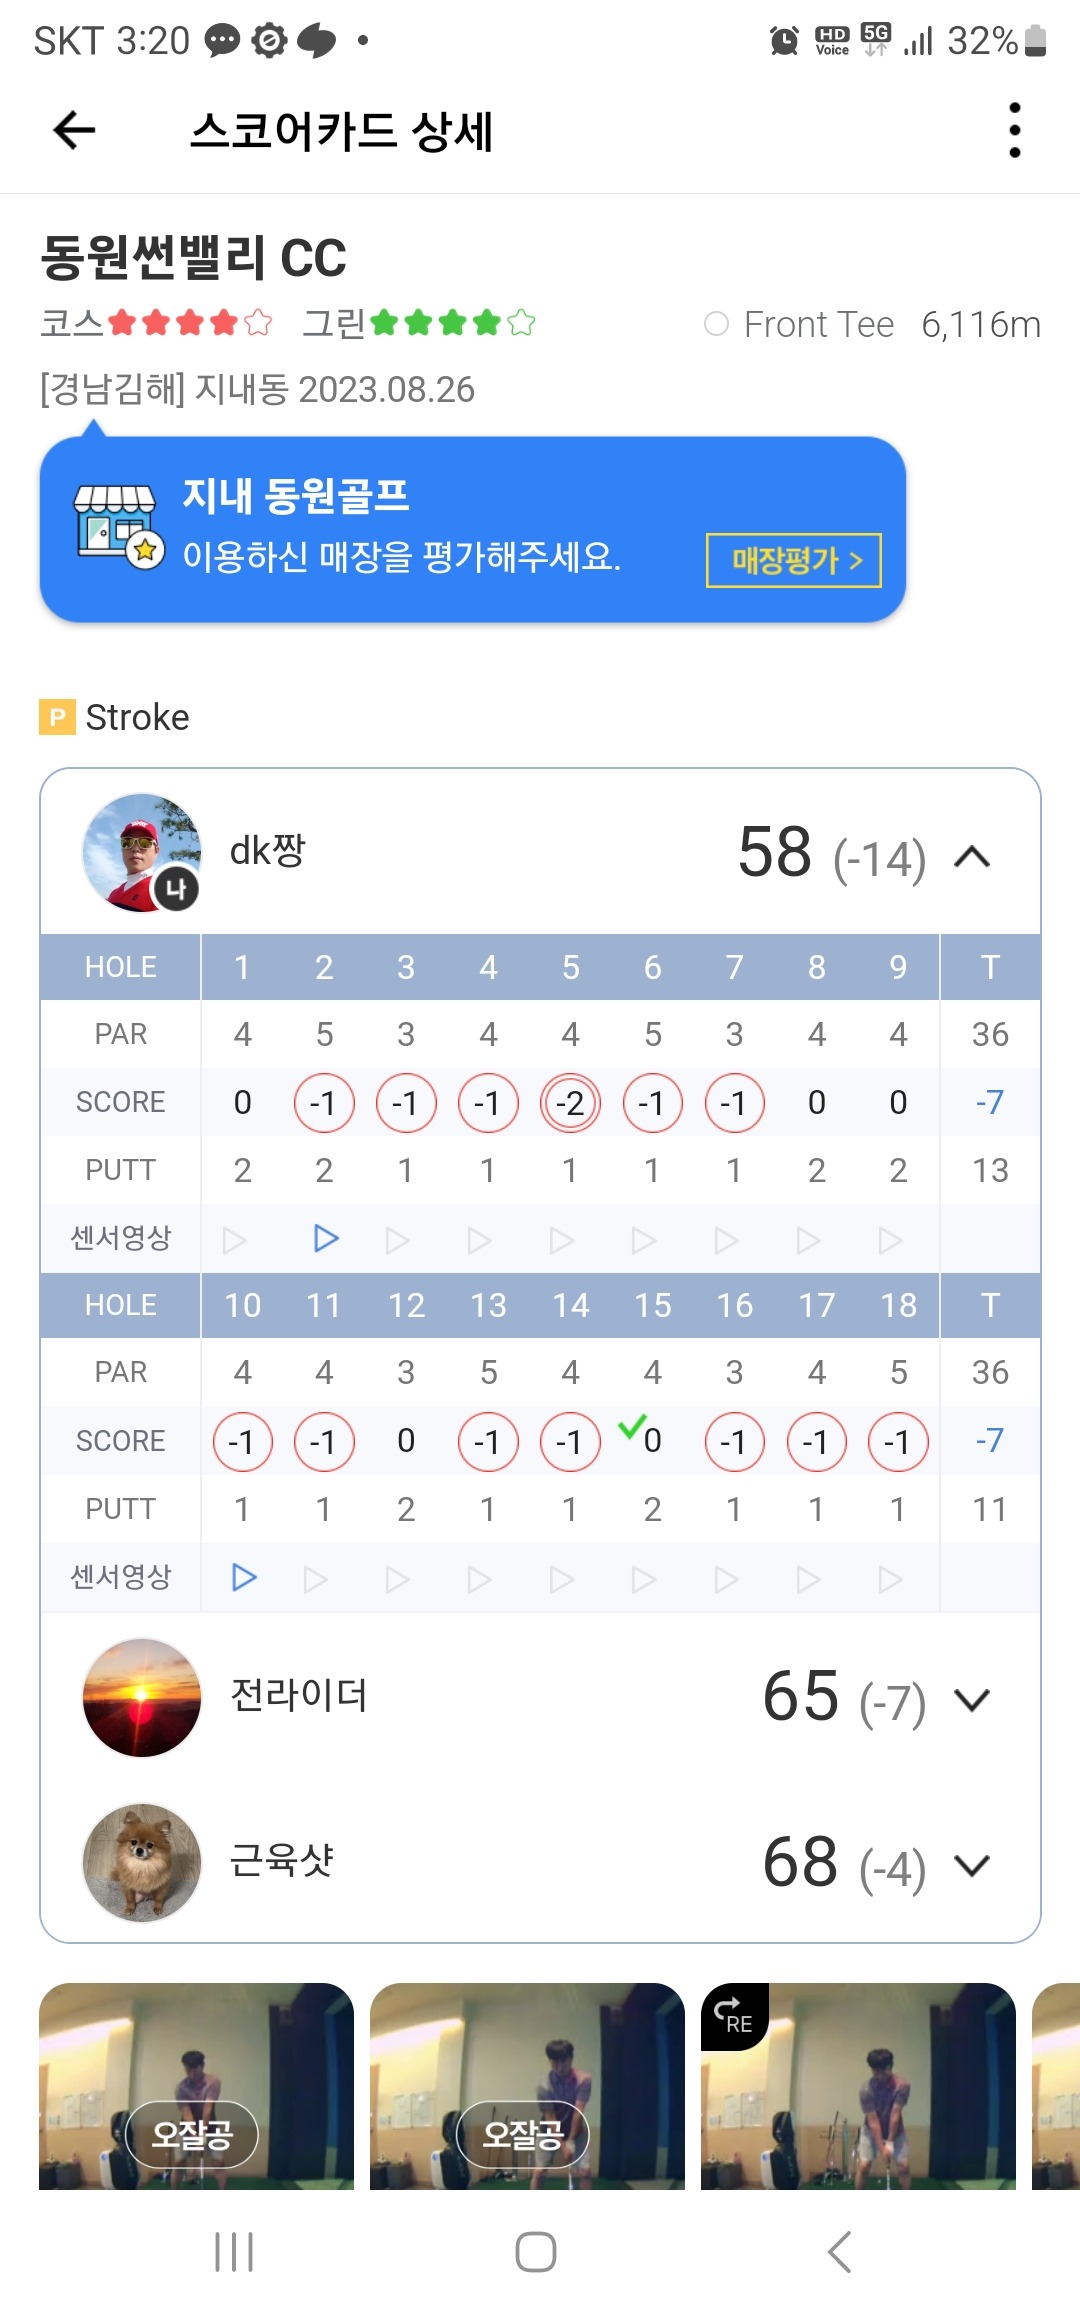 SKT 3:20 HD Voice 5G 32%
스코어카드 상세
동원썬밸리 CC
코스 그린 Front Tee 6,116m
[경남김해] 지내동 2023.08.26
지내 동원골프
이용하신 매장을 평가해주세요. 매장평가 >
P Stroke
dk짱 58 (-14)
나
HOLE 1 2 3 4 5 6 7 8 9 T
PAR 4 5 3 4 4 5 3 4 4 36
SCORE 0 -1 -1 -1 -2 -1 -1 0 0 -7
PUTT 2 2 1 1 1 1 1 2 2 13
센서영상
HOLE 10 11 12 13 14 15 16 17 18 T
PAR 4 4 3 5 4 4 3 4 5 36
SCORE -1 -1 0 -1 -1 0 -1 -1 -1 -7
PUTT 1 1 2 1 1 2 1 1 1 11
센서영상
전라이더 65 (-7)
근육샷 68 (-4)
RE
오잘공 오잘공